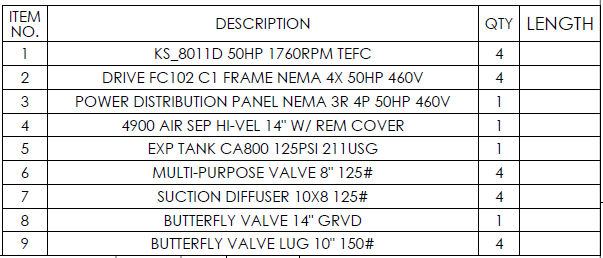 ITEM NO. DESCRIPTION QTY LENGTH
1 KS_8011D 50HP 1760RPM TEFC 4
2 DRIVE FC102 C1 FRAME NEMA 4X 50HP 460V 4
3 POWER DISTRIBUTION PANEL NEMA 3R 4P 50HP 460V 1
4 4900 AIR SEP HI-VEL 14" W/ REM COVER 1
5 EXP TANK CA800 125PSI 211USG 1
6 MULTI-PURPOSE VALVE 8" 125# 4
7 SUCTION DIFFUSER 10X8 125# 4
8 BUTTERFLY VALVE 14" GRVD 1
9 BUTTERFLY VALVE LUG 10" 150# 4